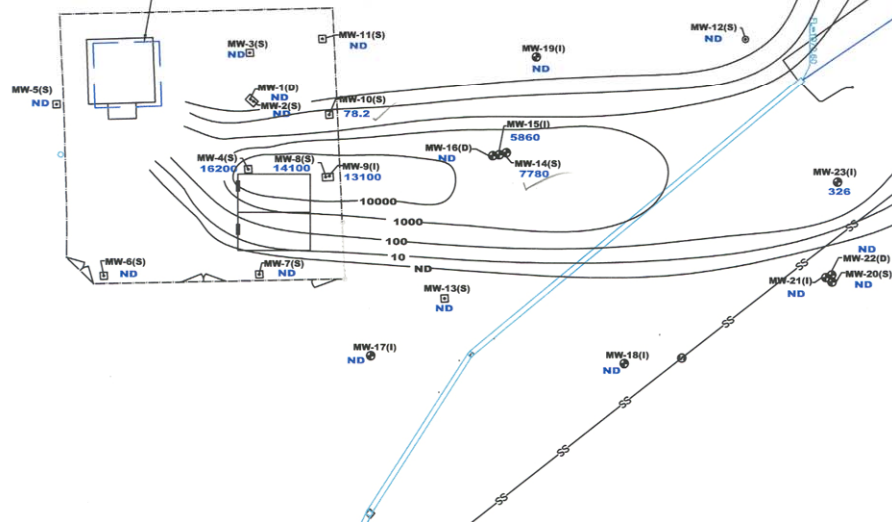 MW-11(S)
ND
MW-12(S)
ND
FL=1012.60
MW-3(S)
ND
MW-19(I)
ND
MW-5(S)
ND
MW-1(D)
ND
MW-2(S)
ND
MW-10(S)
78.2
MW-15(I)
5860
MW-16(D)
ND
MW-14(S)
7780
MW-4(S)
16200
MW-8(S)
14100
MW-9(I)
13100
MW-23(I)
326
10000
1000
100
10
ND
MW-6(S)
ND
MW-7(S)
ND
ND
MW-22(D)
MW-21(I)
ND
MW-20(S)
ND
MW-13(S)
ND
MW-17(I)
ND
MW-18(I)
ND
SS
SS
SS
SS
SS
SS
S